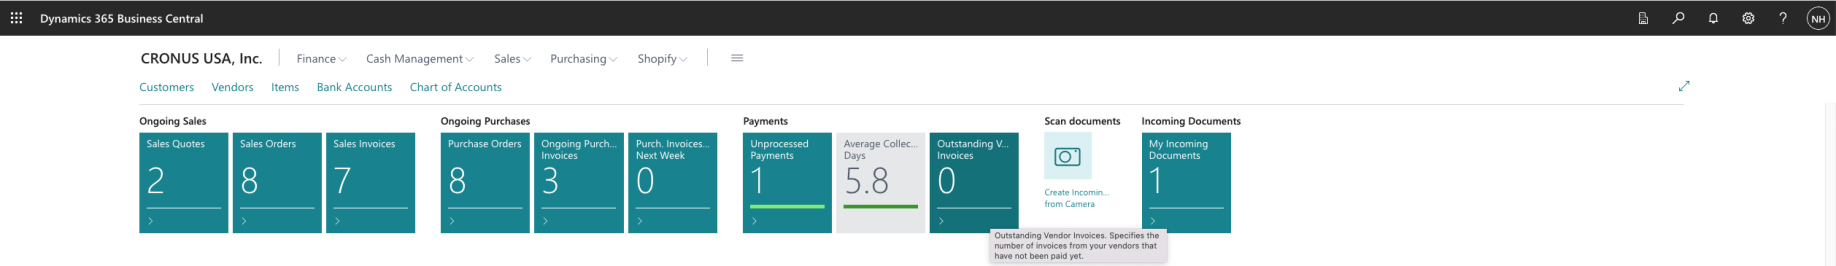 Dynamics 365 Business Central
NH
CRONUS USA, Inc.
Finance
Cash Management
Sales
Purchasing
Shopify
Customers
Vendors
Items
Bank Accounts
Chart of Accounts
Ongoing Sales
Sales Quotes
2
Sales Orders
8
Sales Invoices
7
Ongoing Purchases
Purchase Orders
8
Ongoing Purch...
Invoices
3
Purch. Invoices...
Next Week
0
Payments
Unprocessed
Payments
1
Average Collec...
Days
5.8
Outstanding V...
Invoices
0
Outstanding Vendor Invoices. Specifies the
number of invoices from your vendors that
have not been paid yet.
Scan documents
Create Incomin...
from Camera
Incoming Documents
My Incoming
Documents
1